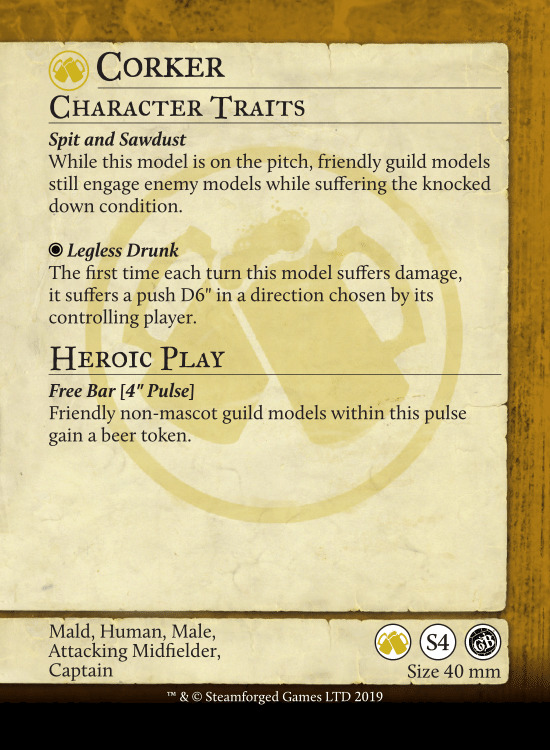 Corker
Character Traits
Spit and Sawdust
While this model is on the pitch, friendly guild models
still engage enemy models while suffering the knocked
down condition.
Legless Drunk
The first time each turn this model suffers damage,
it suffers a push D6" in a direction chosen by its
controlling player.
Heroic Play
Free Bar [4" Pulse]
Friendly non-mascot guild models within this pulse
gain a beer token.
Mald, Human, Male,
Attacking Midfielder,
Captain
S4 GB
Size 40 mm
™ & © Steamforged Games LTD 2019